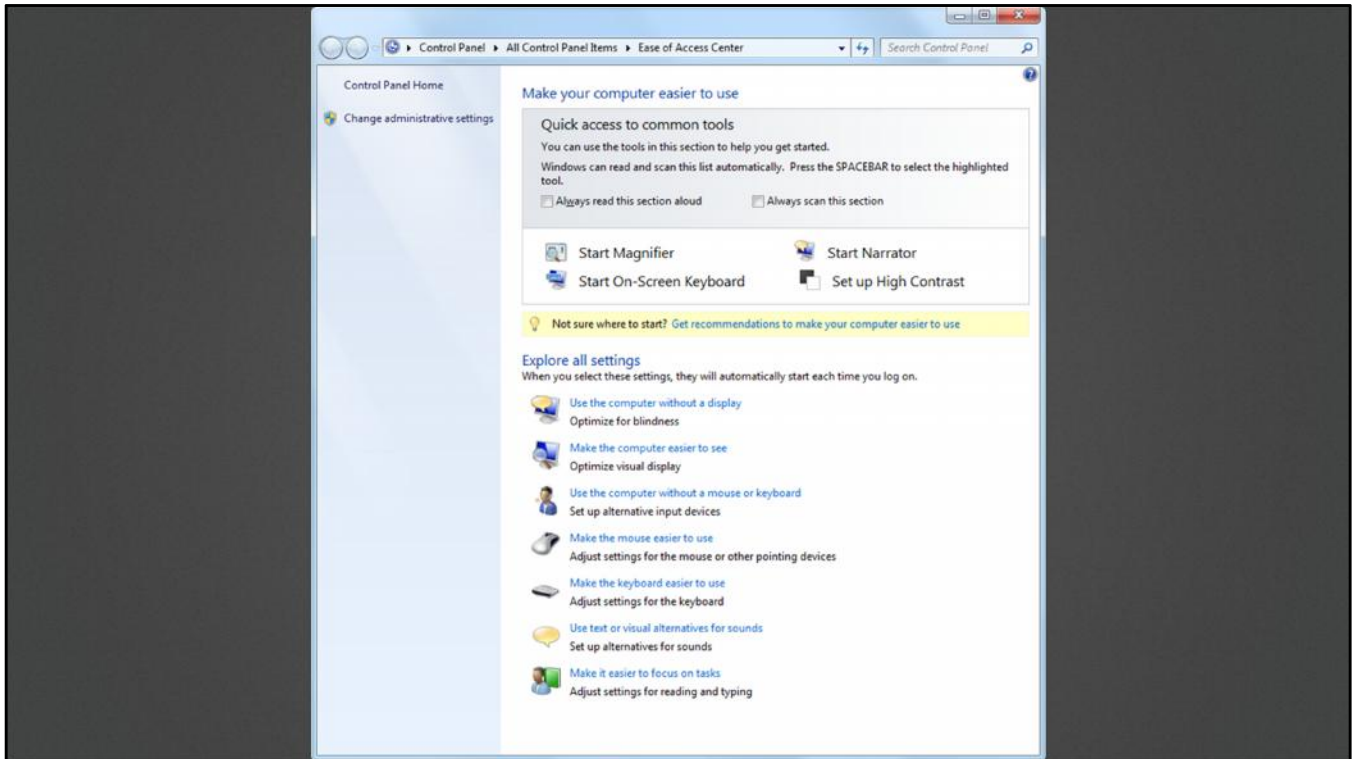 Control Panel
All Control Panel Items
Ease of Access Center
Search Control Panel
Control Panel Home
Change administrative settings
Make your computer easier to use
Quick access to common tools
You can use the tools in this section to help you get started.
Windows can read and scan this list automatically. Press the SPACEBAR to select the highlighted
tool.
Always read this section aloud
Always scan this section
Start Magnifier
Start Narrator
Start On-Screen Keyboard
Set up High Contrast
Not sure where to start? Get recommendations to make your computer easier to use
Explore all settings
When you select these settings, they will automatically start each time you log on.
Use the computer without a display
Optimize for blindness
Make the computer easier to see
Optimize visual display
Use the computer without a mouse or keyboard
Set up alternative input devices
Make the mouse easier to use
Adjust settings for the mouse or other pointing devices
Make the keyboard easier to use
Adjust settings for the keyboard
Use text or visual alternatives for sounds
Set up alternatives for sounds
Make it easier to focus on tasks
Adjust settings for reading and typing